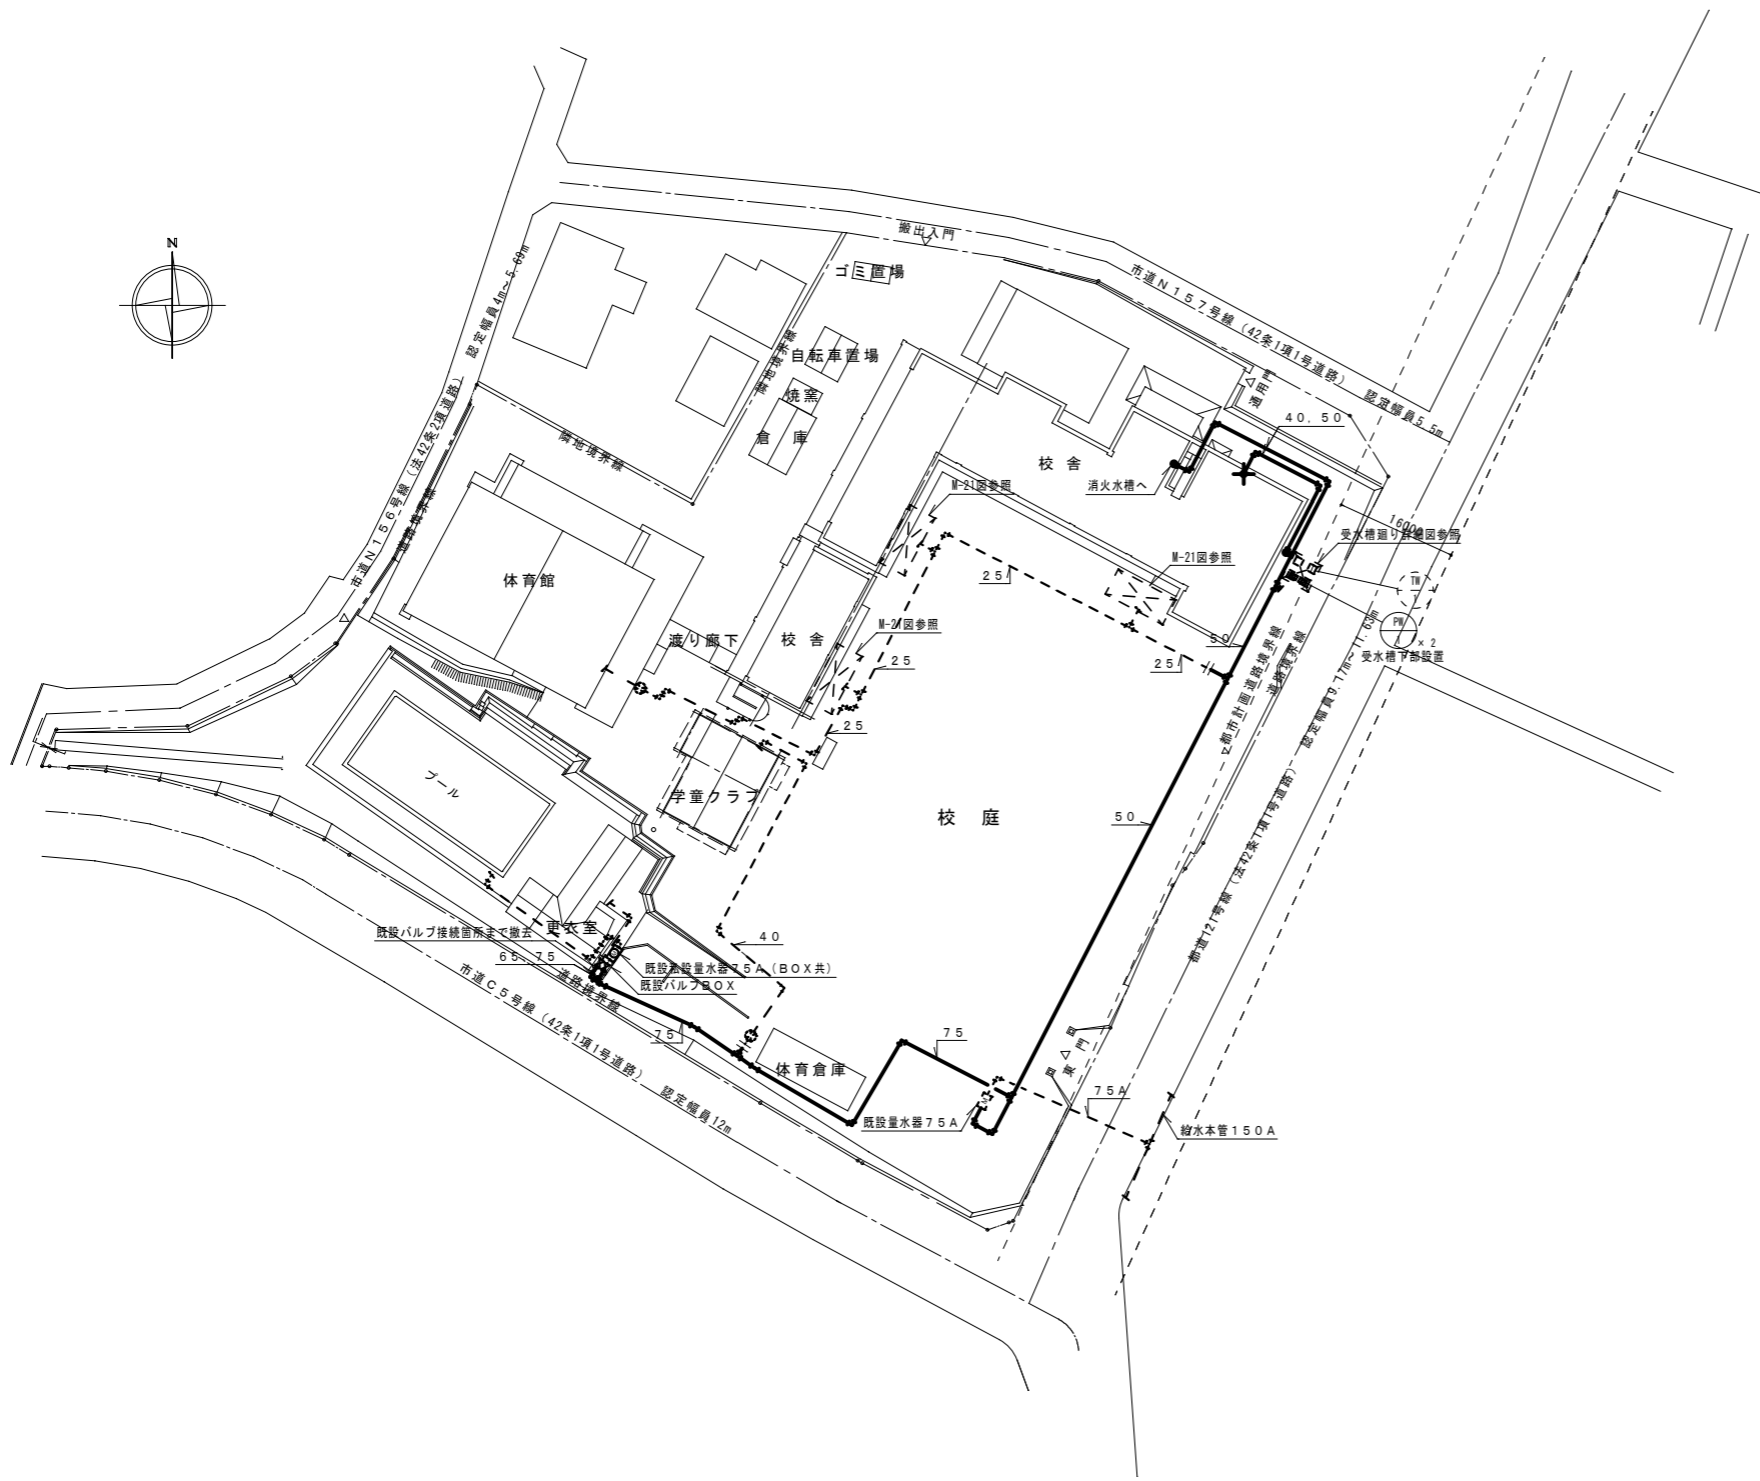 N
搬出入門
ゴミ置場
市道N157号線（42条1項1号道路）　認定幅員5.5m
市道N156号線（法42条2項道路）　認定幅員4m～5.69m
道路境界線
隣地境界線
隣地境界線
自転車置場
焼窯
倉　庫
通用門
40,50
校　舎
消火水槽へ
M-21図参照
M-21図参照
M-21図参照
16000
受水槽廻り詳細図参照
TW
1
PW
1
×2
受水槽下部設置
体育館
渡り廊下
校　舎
25
25
25
25
50
50
都市計画道路境界線
道路境界線
都道121号線（法42条1項1号道路）　認定幅員9.17m～11.63m
プール
学童クラブ
校　庭
更衣室
既設バルブ接続箇所まで撤去
65,75
既設私設量水器75A（BOX共）
既設バルブBOX
道路境界線
市道C5号線（42条1項1号道路）　認定幅員12m
40
75
75
体育倉庫
既設量水器75A
M
東　門
75A
給水本管150A